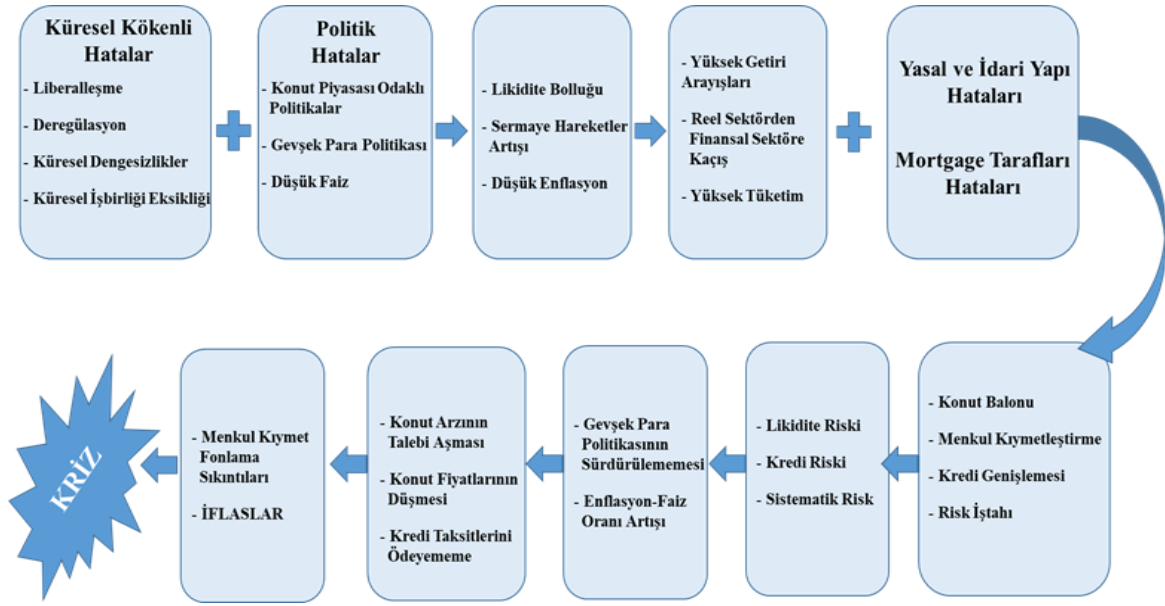 Küresel Kökenli
Hatalar
- Liberalleşme
- Deregülasyon
- Küresel Dengesizlikler
- Küresel İşbirliği Eksikliği
Politik
Hatalar
- Konut Piyasası Odaklı
Politikalar
- Gevşek Para Politikası
- Düşük Faiz
- Likidite Bolluğu
- Sermaye Hareketler
Artışı
- Düşük Enflasyon
- Yüksek Getiri
Arayışları
- Reel Sektörden
Finansal Sektöre
Kaçış
- Yüksek Tüketim
Yasal ve İdari Yapı
Hataları
Mortgage Tarafları
Hataları
- Konut Balonu
- Menkul Kıymetleştirme
- Kredi Genişlemesi
- Risk İştahı
- Likidite Riski
- Kredi Riski
- Sistematik Risk
- Gevşek Para
Politikasının
Sürdürülememesi
- Enflasyon-Faiz
Oranı Artışı
- Konut Arzının
Talebi Aşması
- Konut Fiyatlarının
Düşmesi
- Kredi Taksitlerini
Ödeyememe
- Menkul Kıymet
Fonlama
Sıkıntıları
- İFLASLAR
KRİZ